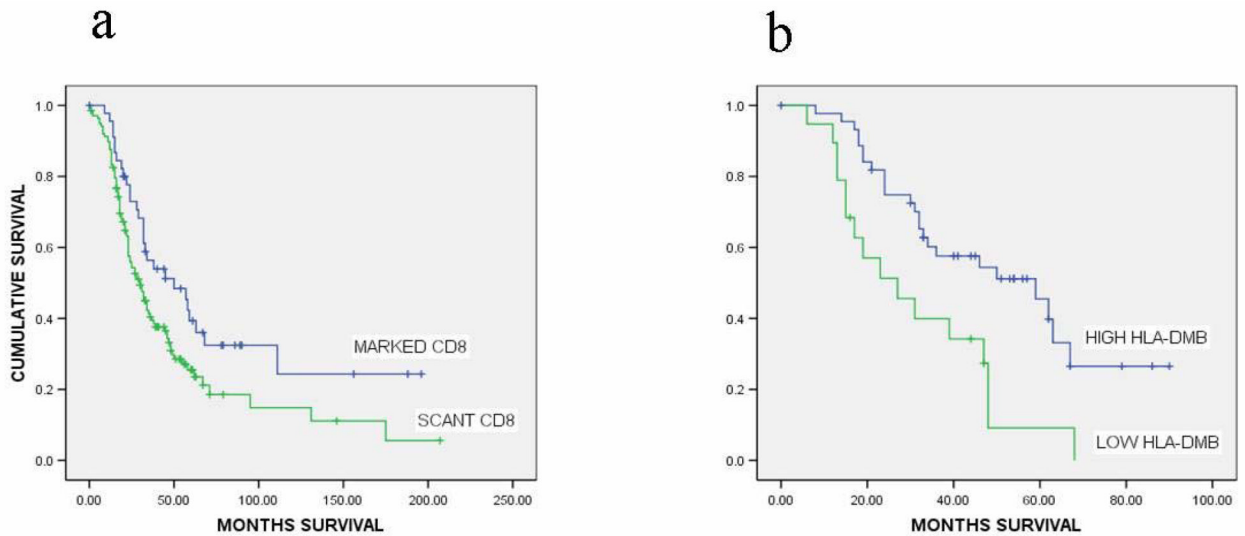 a
CUMULATIVE SURVIVAL
1.0
0.8
0.6
0.4
0.2
0.0
MARKED CD8
SCANT CD8
0.00 50.00 100.00 150.00 200.00 250.00
MONTHS SURVIVAL
b
1.0
0.8
0.6
0.4
0.2
0.0
HIGH HLA-DMB
LOW HLA-DMB
0.00 20.00 40.00 60.00 80.00 100.00
MONTHS SURVIVAL